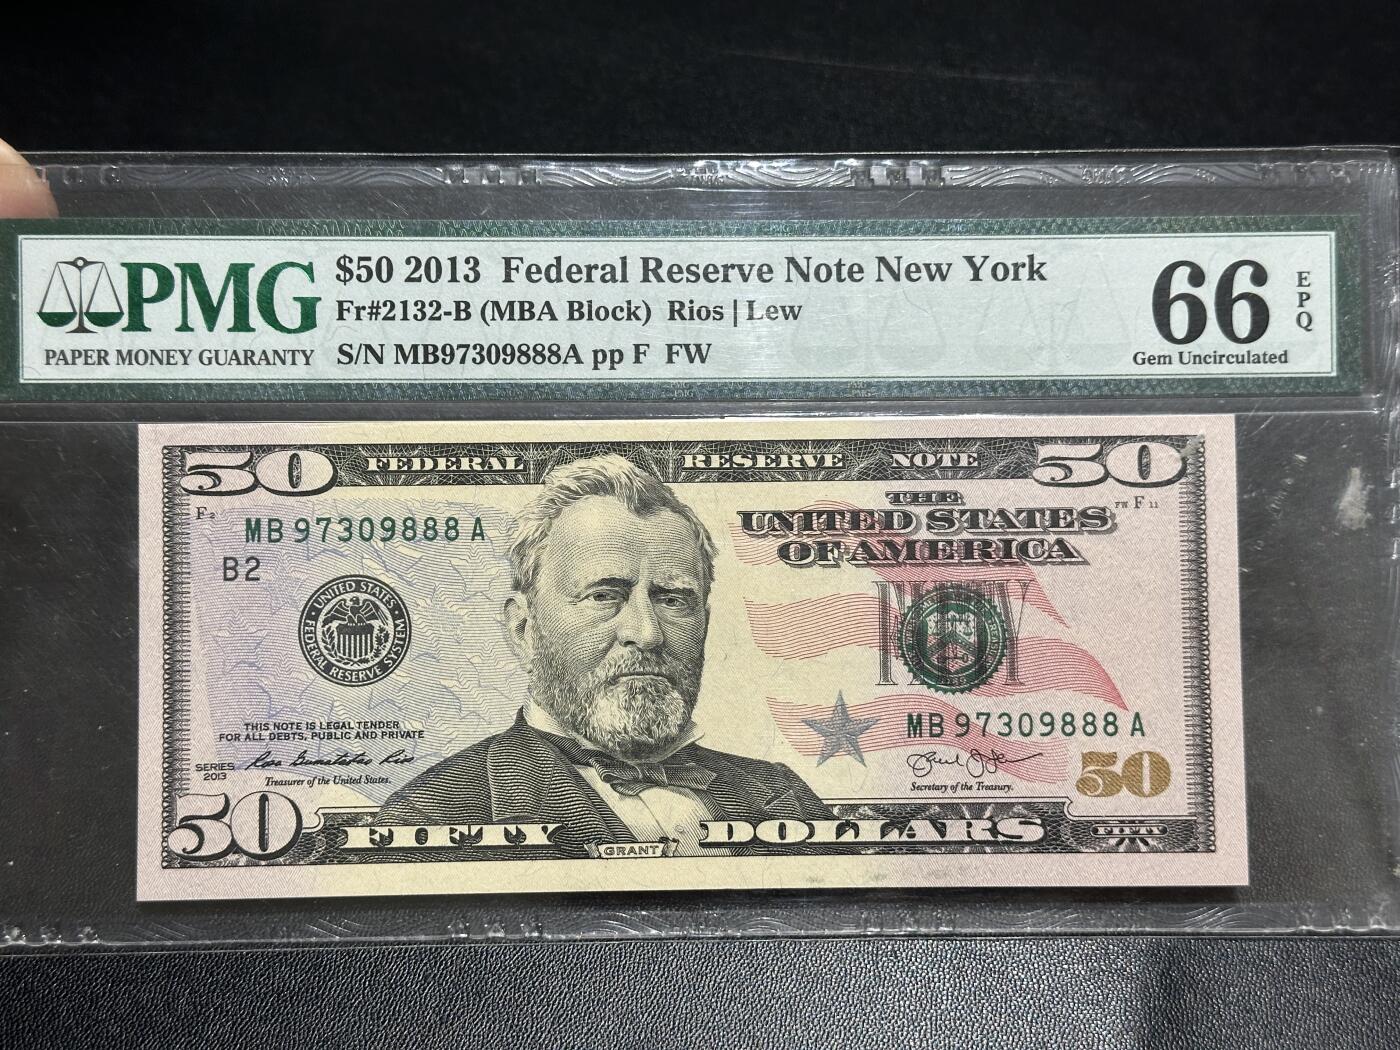 PMG
PAPER MONEY GUARANTY
$50 2013 Federal Reserve Note New York
Fr#2132-B (MBA Block) Rios | Lew
S/N MB97309888A pp F FW
66
EPQ
Gem Uncirculated
50 FEDERAL RESERVE NOTE 50
F2
MB 97309888 A
B2
THE
UNITED STATES
OF AMERICA
FW F 11
UNITED STATES FEDERAL RESERVE SYSTEM
THIS NOTE IS LEGAL TENDER
FOR ALL DEBTS, PUBLIC AND PRIVATE
SERIES
2013
Treasurer of the United States.
MB 97309888 A
Secretary of the Treasury.
50
50 FIFTY DOLLARS FIFTY
GRANT